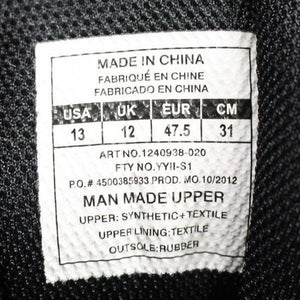 MADE IN CHINA
FABRIQUÉ EN CHINE
FABRICADO EN CHINA
USA UK EUR CM
13 12 47.5 31
ART NO.1240938-020
FTY NO.YYII-S1
P.O.# 4500385933 PROD. MO.10/2012
MAN MADE UPPER
UPPER: SYNTHETIC+TEXTILE
UPPER LINING:TEXTILE
OUTSOLE:RUBBER